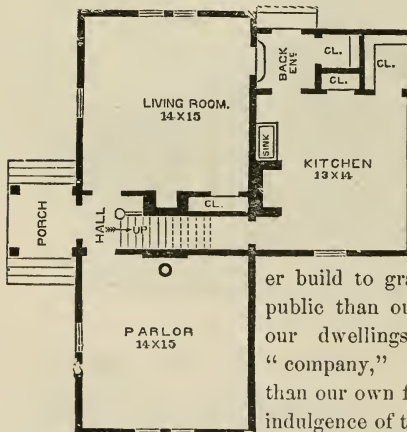 BACK
ENᵗ
CL.
CL.
CL.
LIVING ROOM.
14X15
SINK
KITCHEN
13X14
CL.
PORCH
HALL
UP
PARLOR
14X15
er build to gra
public than ou
our dwellings
“ company,”
than our own f
indulgence of t